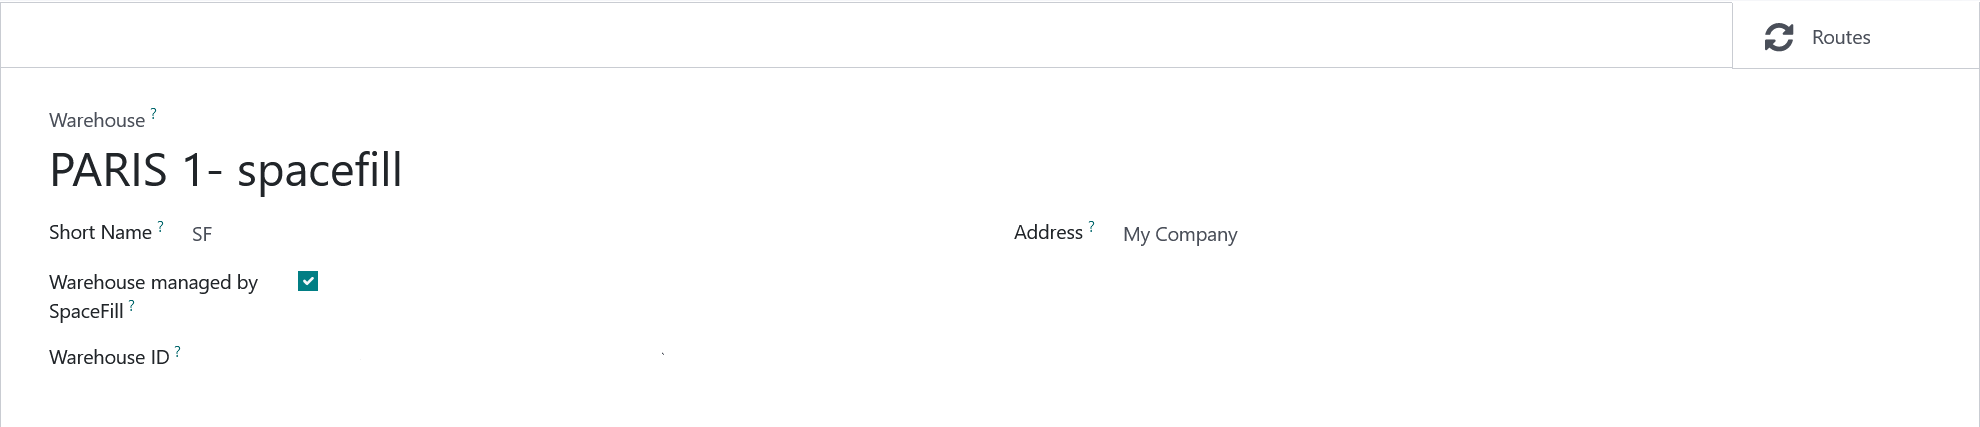 Routes
Warehouse ?
PARIS 1- spacefill
Short Name ? SF
Address ? My Company
Warehouse managed by
SpaceFill ?
Warehouse ID ?